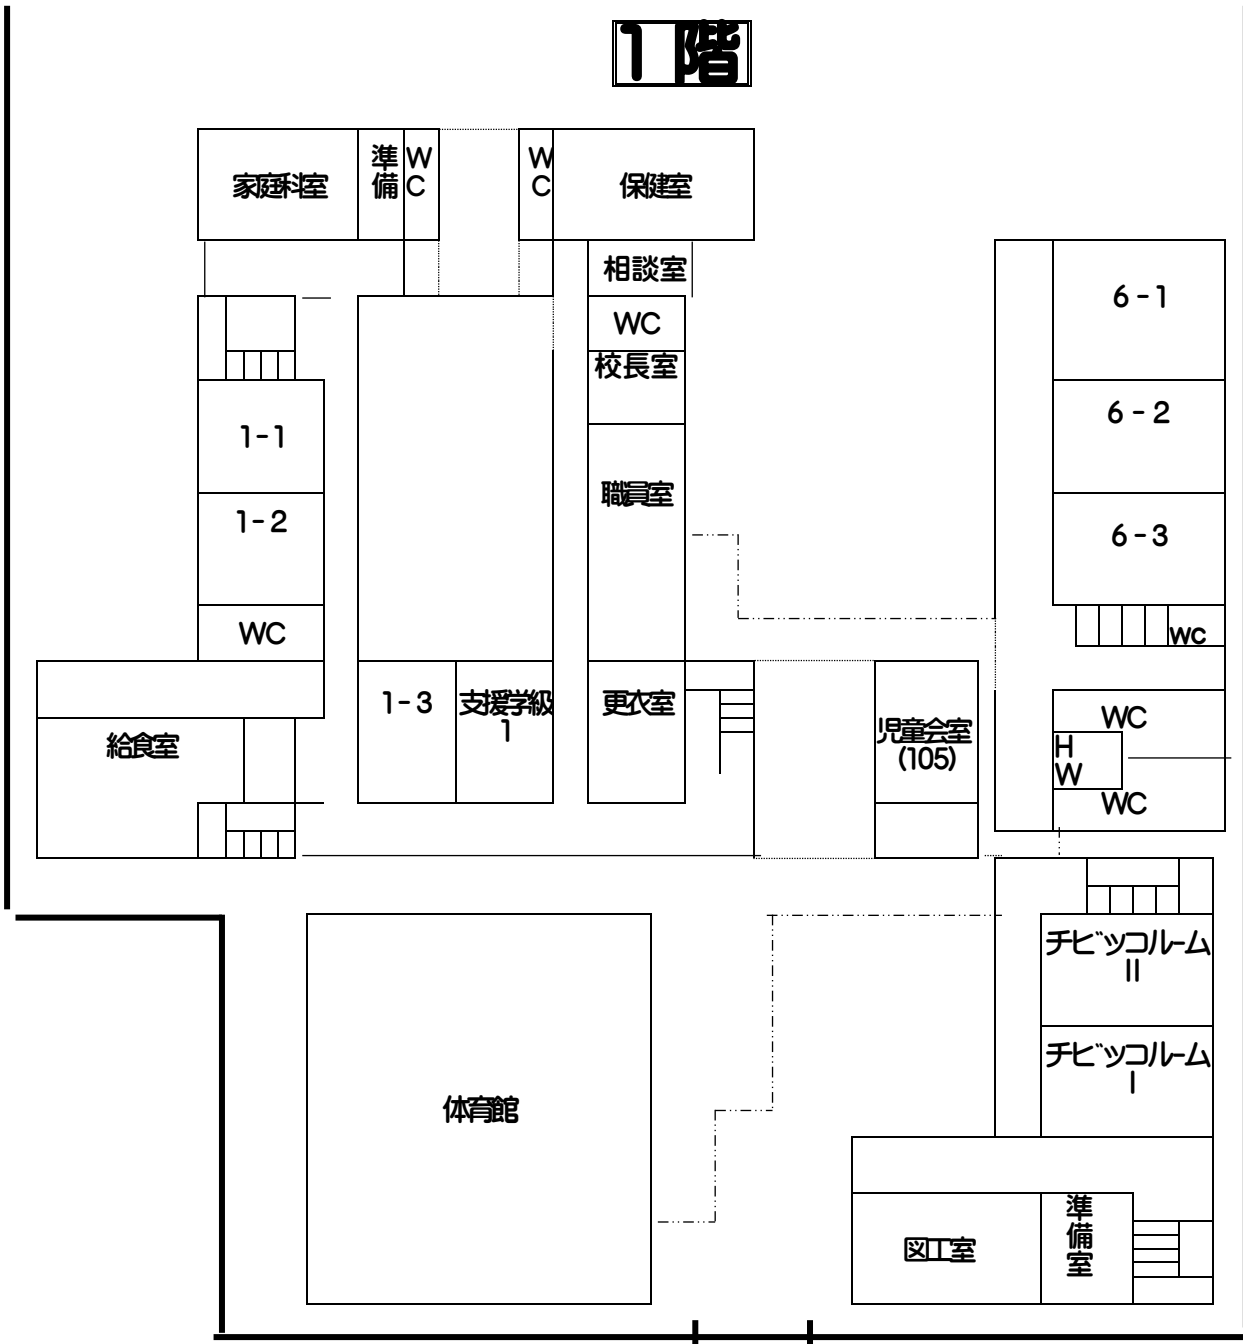 1 階
家庭科室
準備
WC
WC
保健室
相談室
WC
校長室
職員室
更衣室
1-1
1-2
WC
給食室
1-3
支援学級
1
児童会室
(105)
6-1
6-2
6-3
WC
WC
HW
WC
チビッコルーム
II
チビッコルーム
I
体育館
図工室
準備室